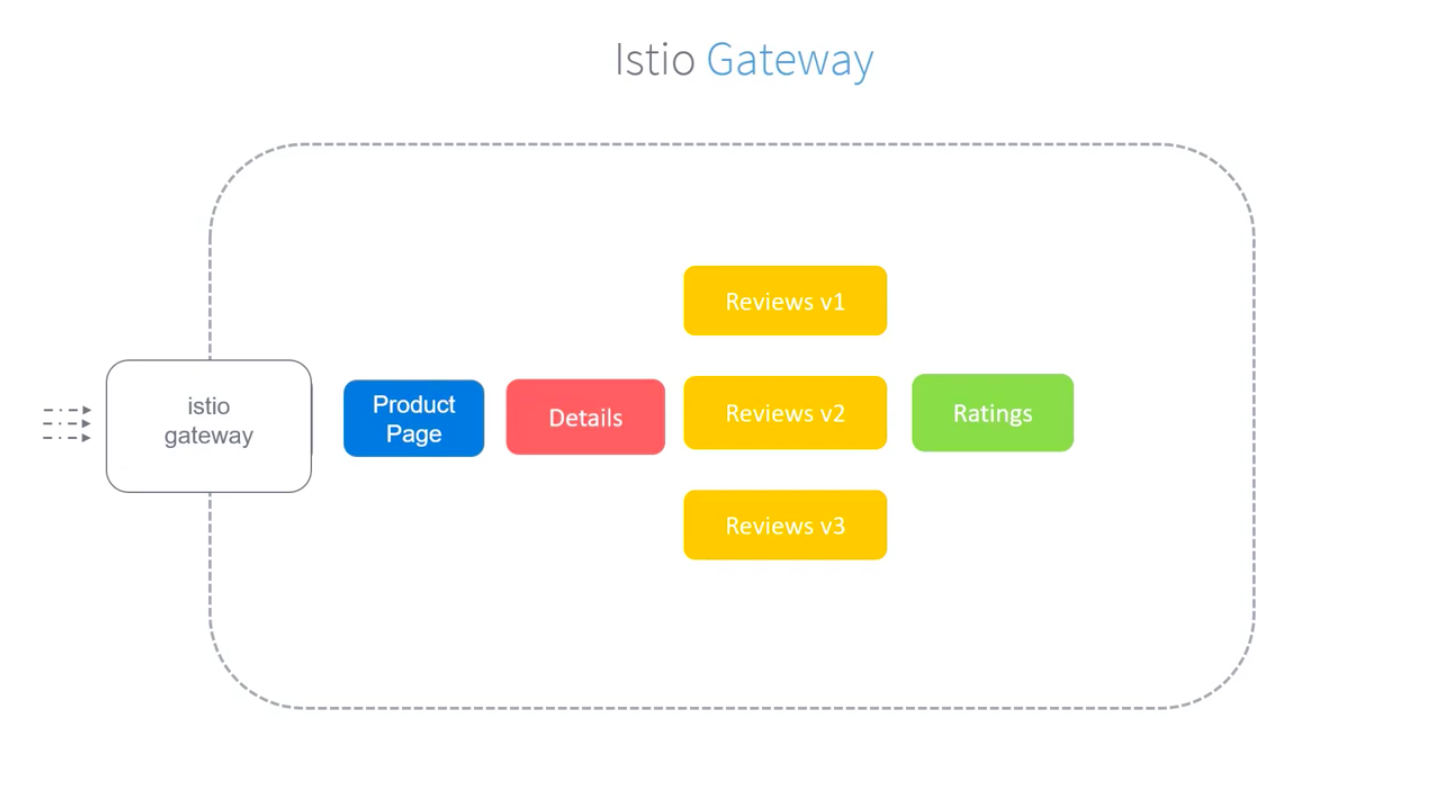 Istio Gateway
istio
gateway
Product
Page
Details
Reviews v1
Reviews v2
Reviews v3
Ratings